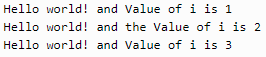 Hello world! and Value of i is 1
Hello world! and the Value of i is 2
Hello world! and Value of i is 3